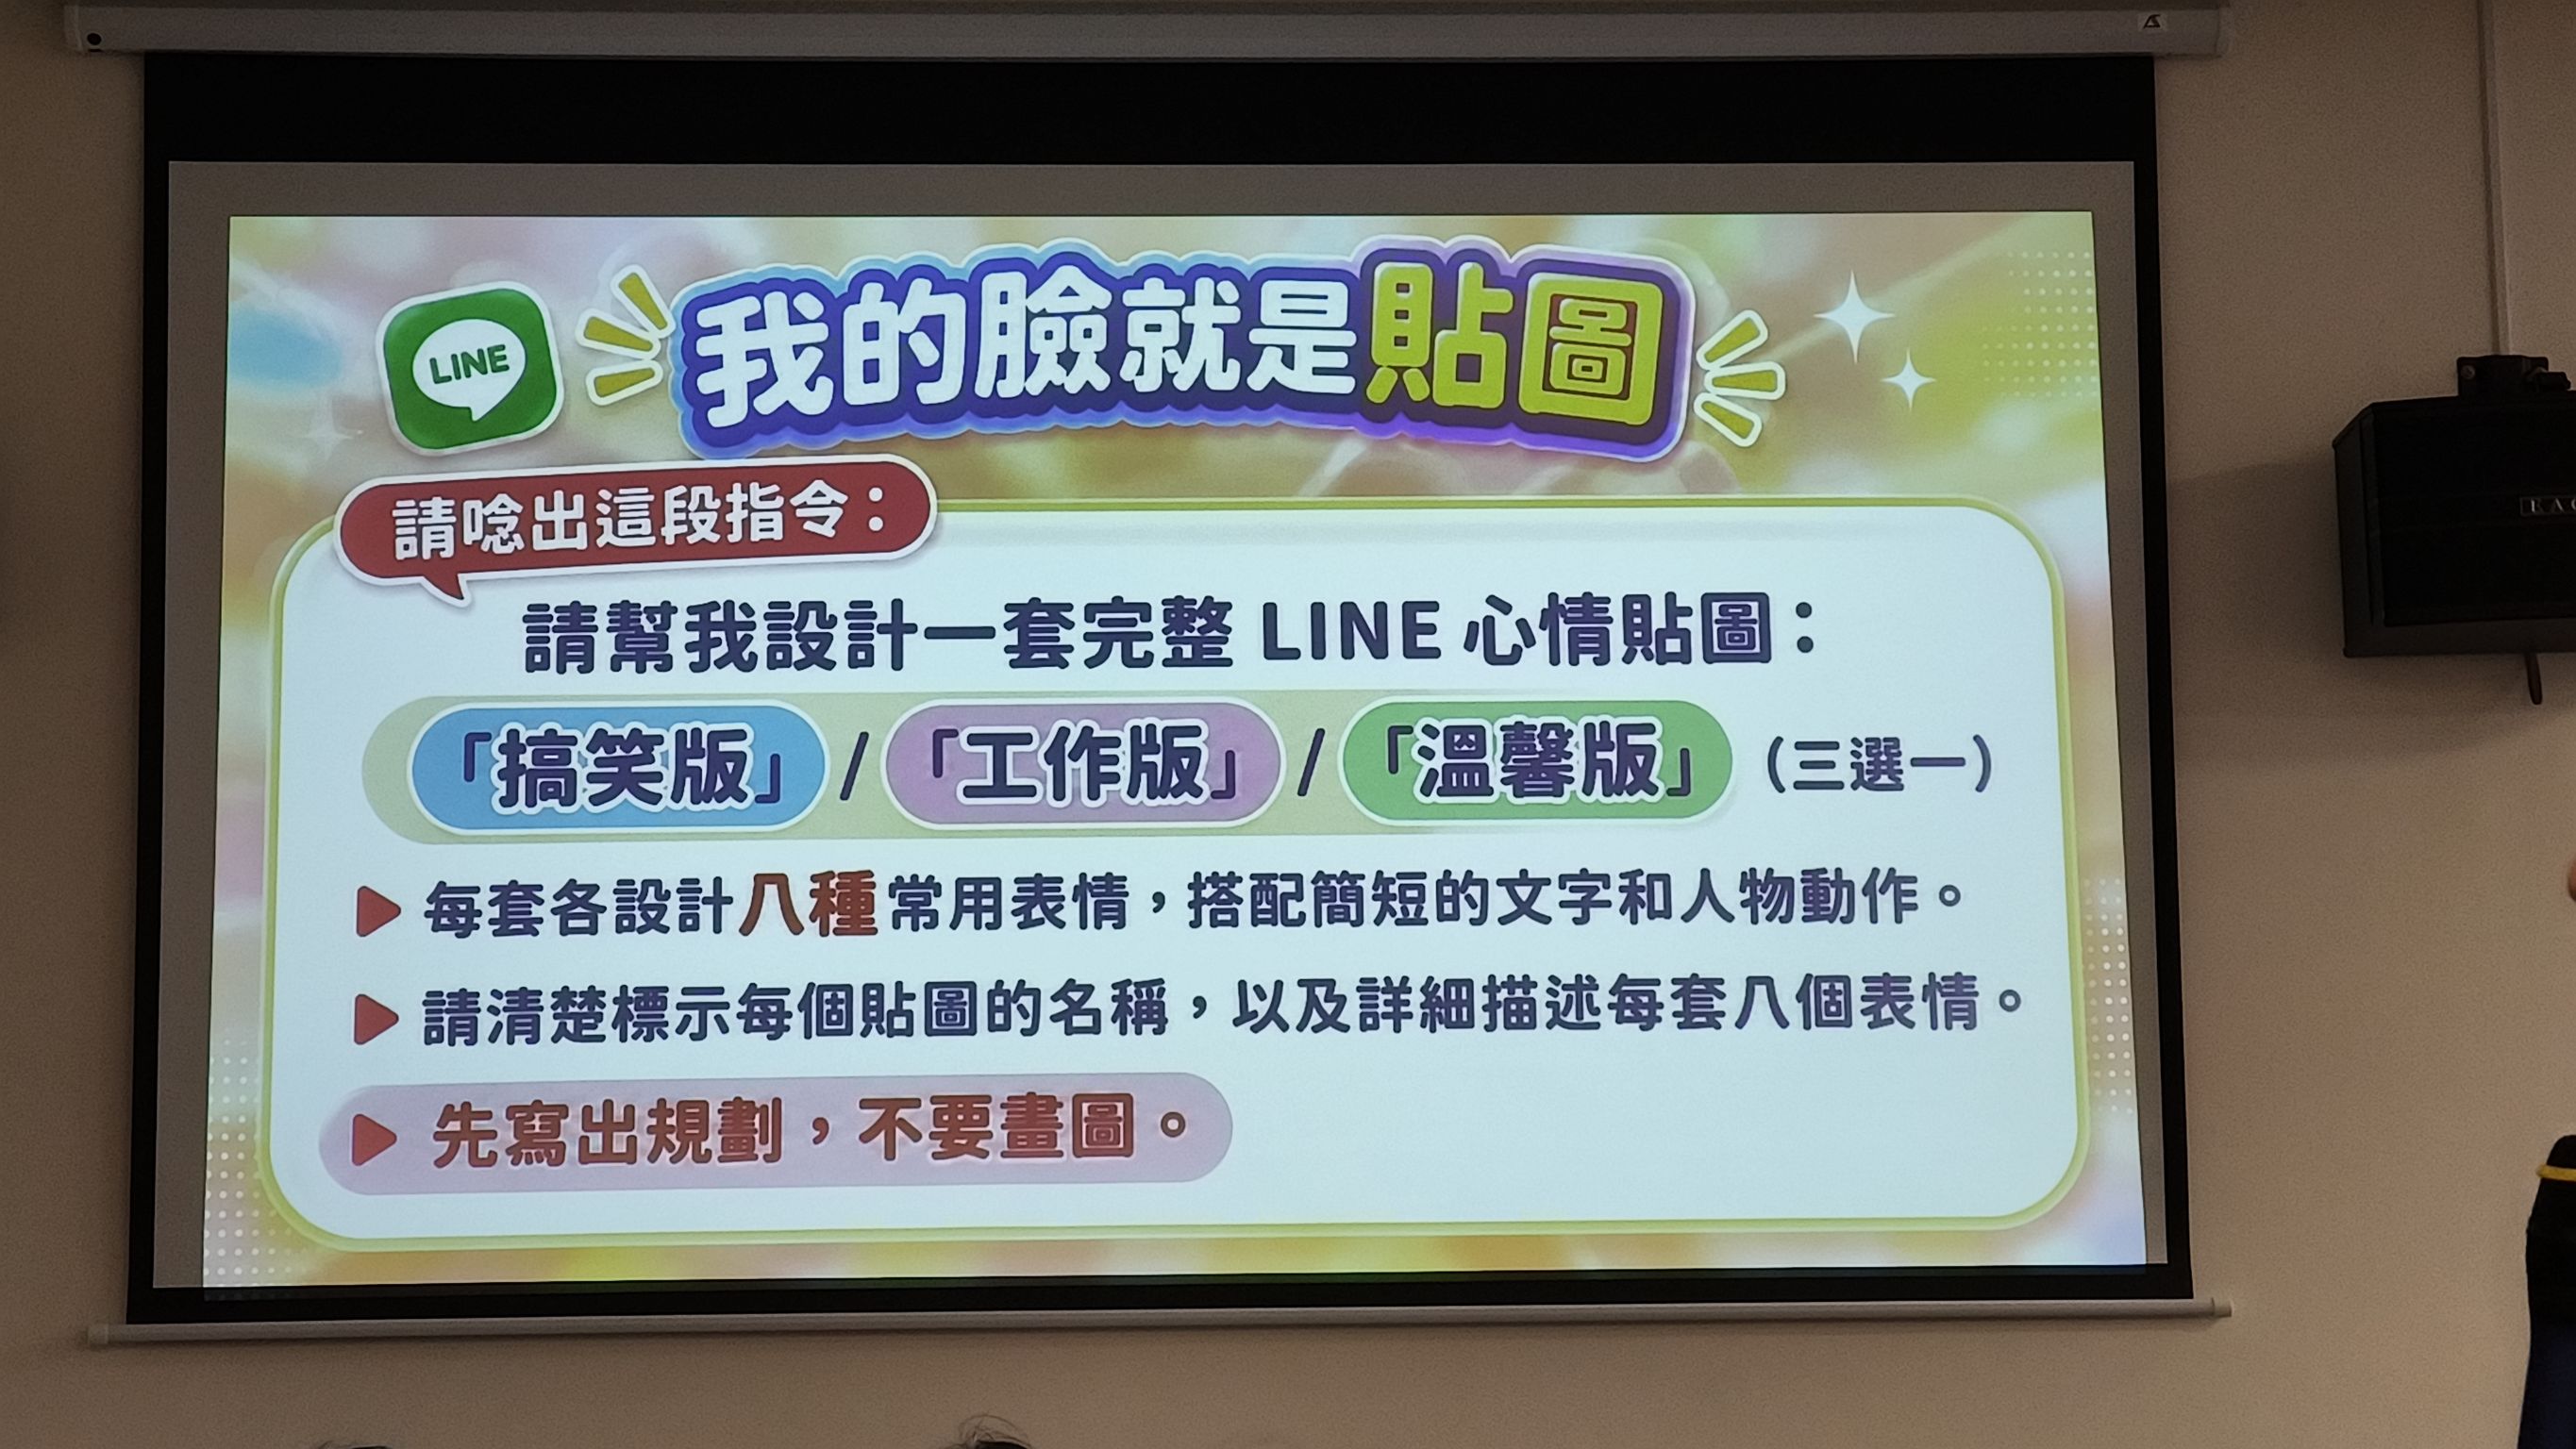 LINE
我的臉就是貼圖
請唸出這段指令：
請幫我設計一套完整 LINE 心情貼圖：
「搞笑版」/「工作版」/「溫馨版」（三選一）
▶ 每套各設計八種常用表情，搭配簡短的文字和人物動作。
▶ 請清楚標示每個貼圖的名稱，以及詳細描述每套八個表情。
▶ 先寫出規劃，不要畫圖。